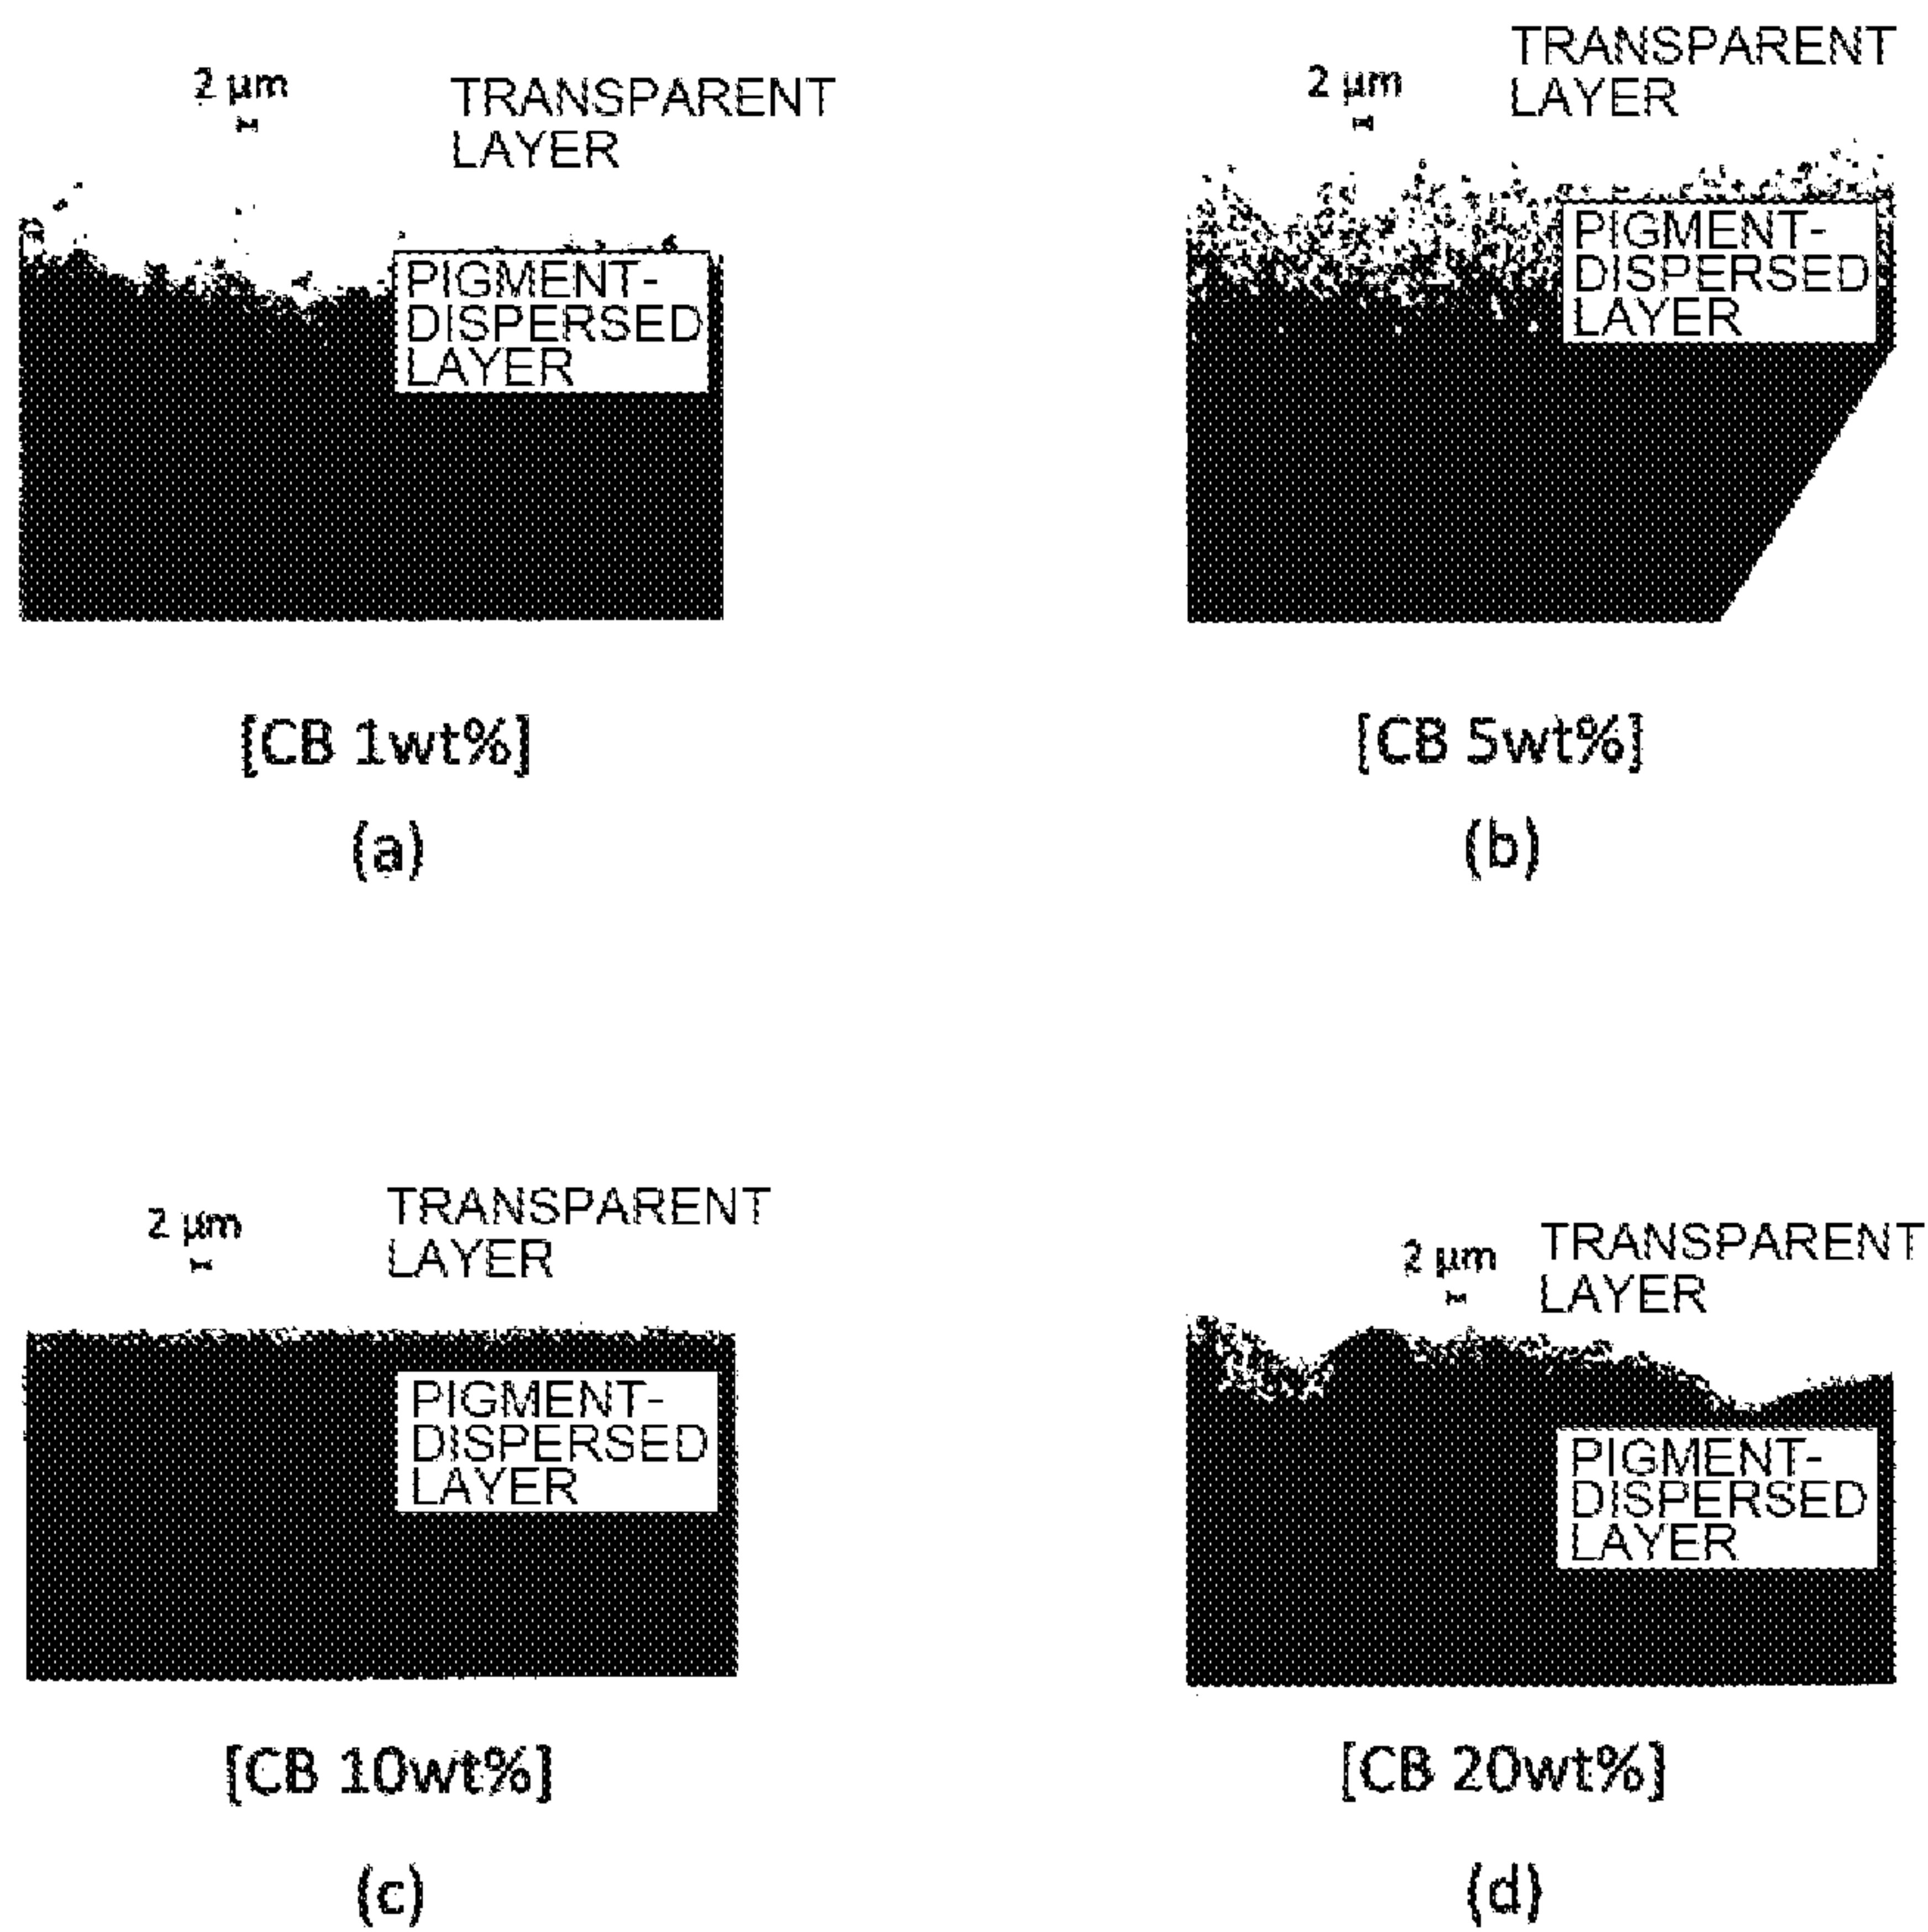 2 µm
TRANSPARENT
LAYER
PIGMENT-
DISPERSED
LAYER
[CB 1wt%]
(a)
2 µm
TRANSPARENT
LAYER
PIGMENT-
DISPERSED
LAYER
[CB 5wt%]
(b)
2 µm
TRANSPARENT
LAYER
PIGMENT-
DISPERSED
LAYER
[CB 10wt%]
(c)
2 µm
TRANSPARENT
LAYER
PIGMENT-
DISPERSED
LAYER
[CB 20wt%]
(d)